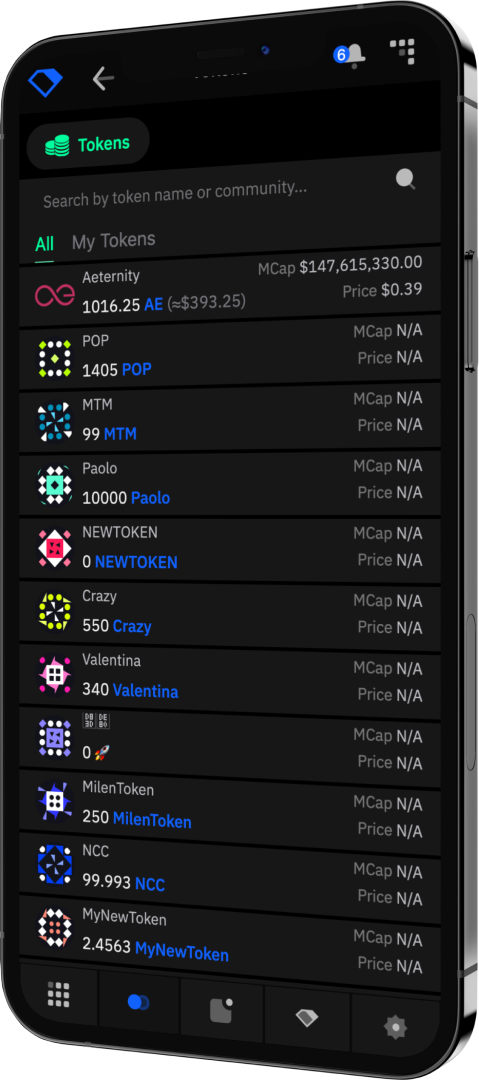 6
Tokens
Search by token name or community...
All My Tokens
Aeternity MCap $147,615,330.00
1016.25 AE (≈$393.25) Price $0.39
POP MCap N/A
1405 POP Price N/A
MTM MCap N/A
99 MTM Price N/A
Paolo MCap N/A
10000 Paolo Price N/A
NEWTOKEN MCap N/A
0 NEWTOKEN Price N/A
Crazy MCap N/A
550 Crazy Price N/A
Valentina MCap N/A
340 Valentina Price N/A
MCap N/A
0 🚀 Price N/A
MilenToken MCap N/A
250 MilenToken Price N/A
NCC MCap N/A
99.993 NCC Price N/A
MyNewToken MCap N/A
2.4563 MyNewToken Price N/A